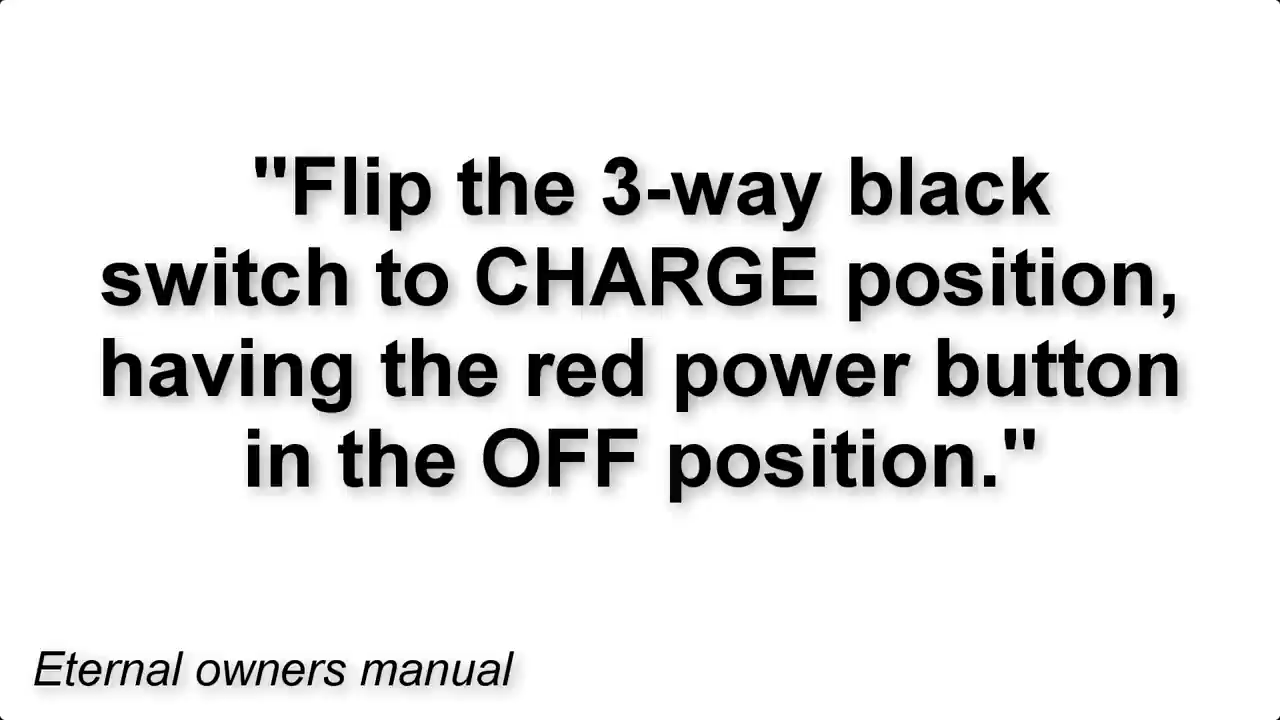 "Flip the 3-way black
switch to CHARGE position,
having the red power button
in the OFF position."
Eternal owners manual